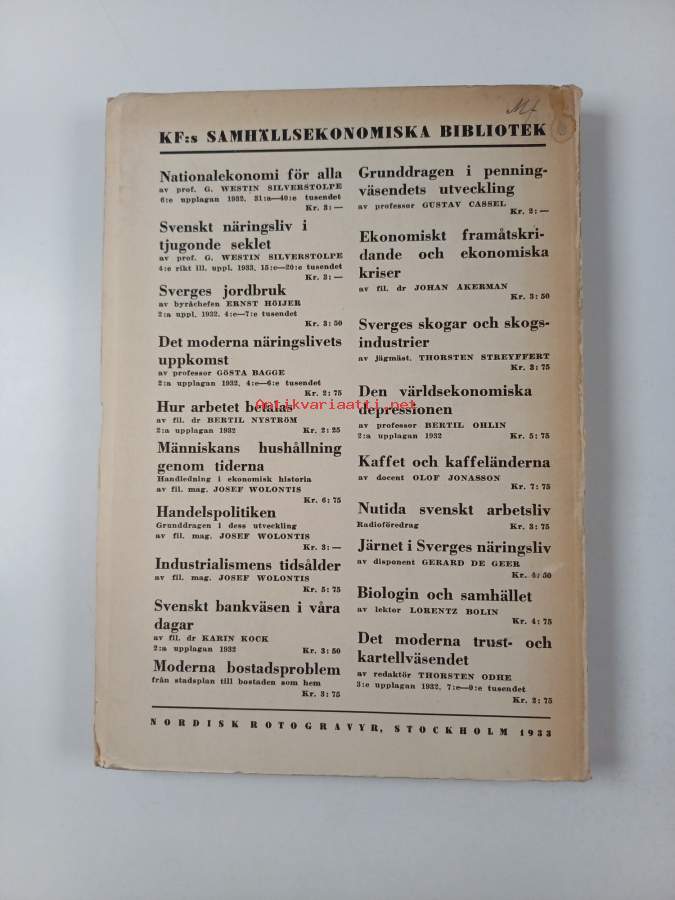 KF:s SAMHÄLLSEKONOMISKA BIBLIOTEK
Nationalekonomi för alla
av prof. G. WESTIN SILVERSTOLPE
6:e upplagan 1932. 31:a—40:e tusendet
Kr. 3: —
Svenskt näringsliv i
tjugonde seklet
av prof. G. WESTIN SILVERSTOLPE
4:e rikt ill. uppl. 1933, 15:e—20:e tusendet
Kr. 3: —
Sverges jordbruk
av byråchefen ERNST HÖIJER
2:a uppl. 1932. 4:e—7:e tusendet
Kr. 3: 50
Det moderna näringslivets
uppkomst
av professor GÖSTA BAGGE
2:a upplagan 1932, 4:e—6:e tusendet
Kr. 2: 75
Hur arbetet betalas
av fil. dr BERTIL NYSTRÖM
2:a upplagan 1932 Kr. 2: 25
Människans hushållning
genom tiderna
Handledning i ekonomisk historia
av fil. mag. JOSEF WOLONTIS
Kr. 6: 75
Handelspolitiken
Grunddragen i dess utveckling
av fil. mag. JOSEF WOLONTIS
Kr. 3: —
Industrialismens tidsålder
av fil. mag. JOSEF WOLONTIS
Kr. 5: 75
Svenskt bankväsen i våra
dagar
av fil. dr KARIN KOCK
2:a upplagan 1932 Kr. 3: 50
Moderna bostadsproblem
från stadsplan till bostaden som hem
Kr. 3: 75
Grunddragen i penning-
väsendets utveckling
av professor GUSTAV CASSEL
Kr. 2: —
Ekonomiskt framåtskri-
dande och ekonomiska
kriser
av fil. dr JOHAN ÅKERMAN
Kr. 3: 50
Sverges skogar och skogs-
industrier
av jägmäst. THORSTEN STREYFFERT
Kr. 3: 75
Den världsekonomiska
depressionen
av professor BERTIL OHLIN
2:a upplagan 1932 Kr. 5: 75
Kaffet och kaffeländerna
av docent OLOF JONASSON
Kr. 7: 75
Nutida svenskt arbetsliv
Radioföredrag Kr. 3: 75
Järnet i Sverges näringsliv
av disponent GERARD DE GEER
Kr. 4: 50
Biologin och samhället
av lektor LORENTZ BOLIN
Kr. 4: 75
Det moderna trust- och
kartellväsendet
av redaktör THORSTEN ODHE
3:e upplagan 1932. 7:e—9:e tusendet
Kr. 2: 75
NORDISK ROTOGRAVYR, STOCKHOLM 1933
Antikvariaatti.net